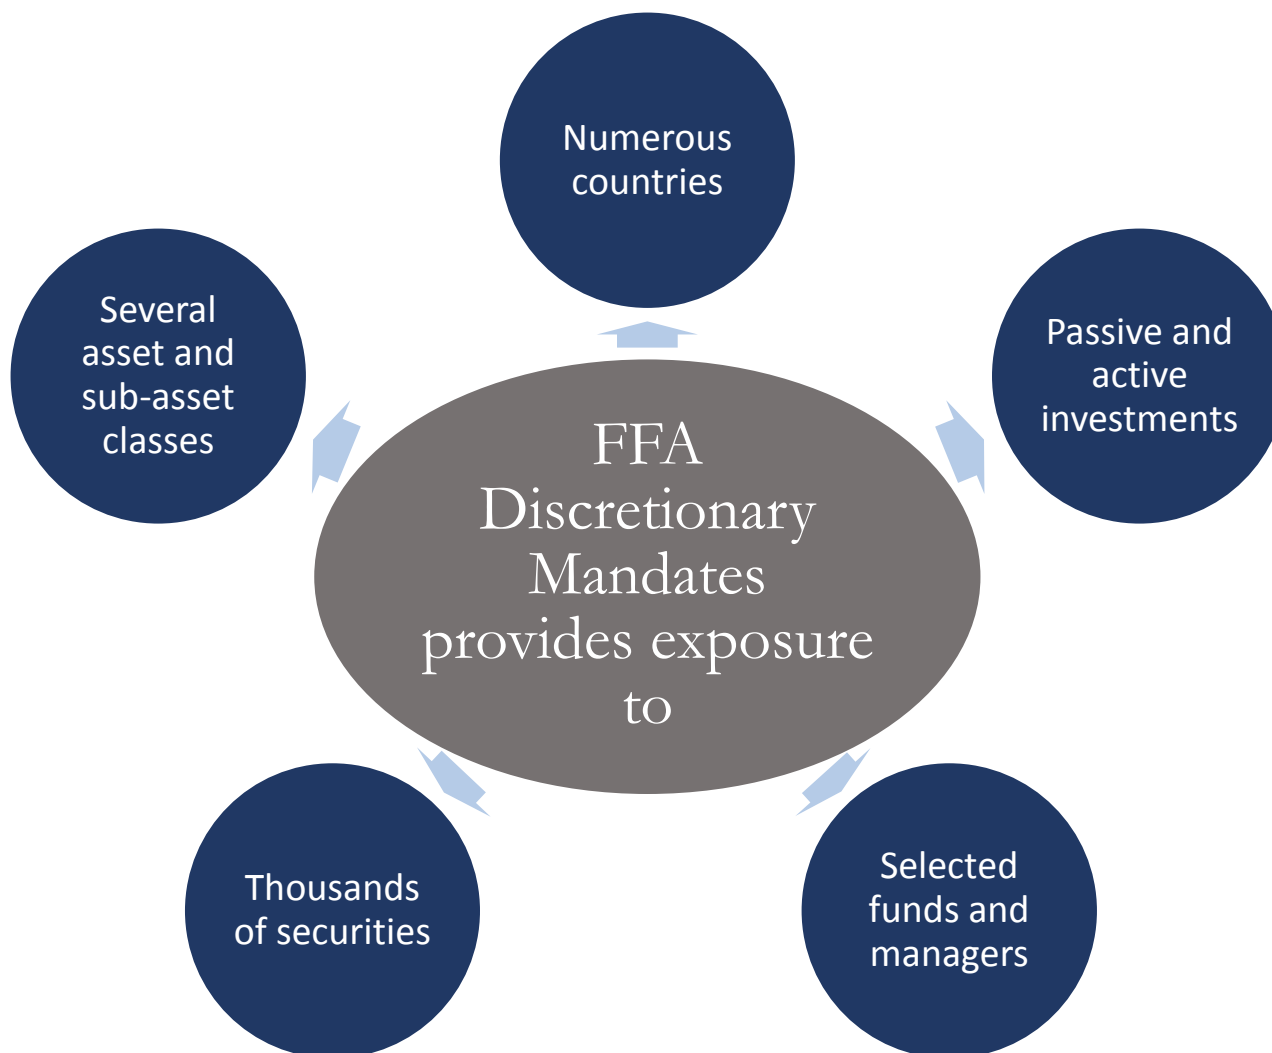 Numerous
countries
Several
asset and
sub-asset
classes
Passive and
active
investments
FFA
Discretionary
Mandates
provides exposure
to
Thousands
of securities
Selected
funds and
managers